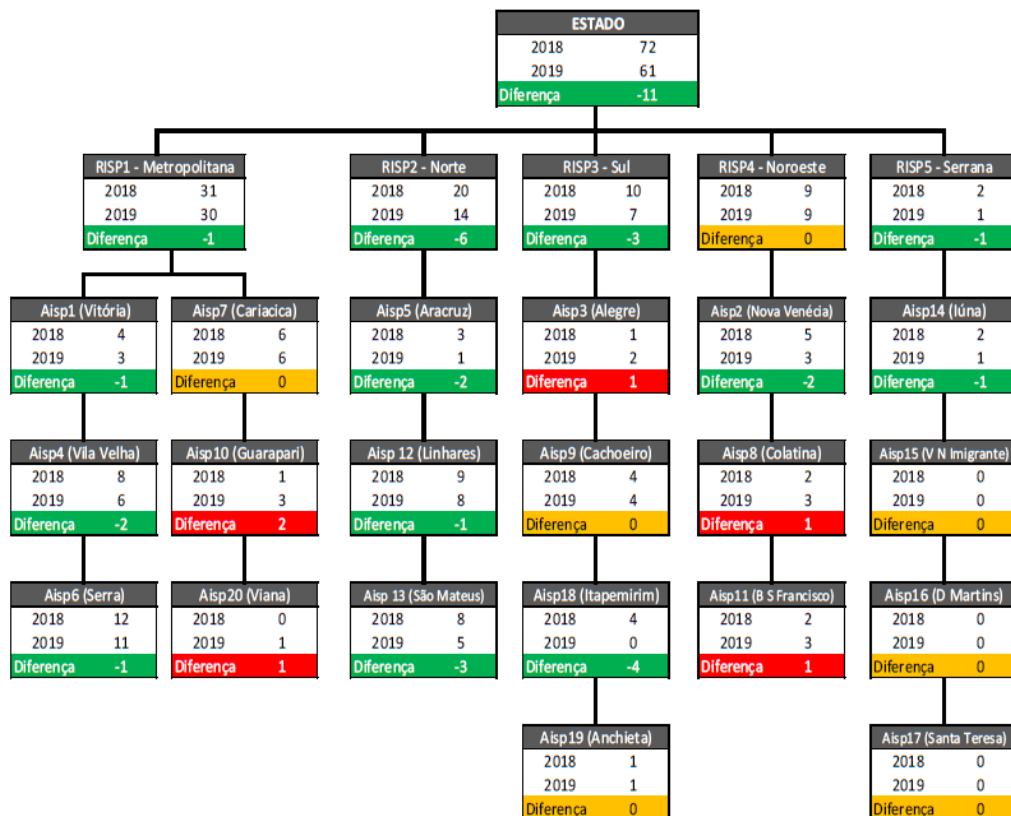 ESTADO
2018 72
2019 61
Diferença -11
RISP1 - Metropolitana
2018 31
2019 30
Diferença -1
RISP2 - Norte
2018 20
2019 14
Diferença -6
RISP3 - Sul
2018 10
2019 7
Diferença -3
RISP4 - Noroeste
2018 9
2019 9
Diferença 0
RISP5 - Serrana
2018 2
2019 1
Diferença -1
Aisp1 (Vitória)
2018 4
2019 3
Diferença -1
Aisp7 (Cariacica)
2018 6
2019 6
Diferença 0
Aisp5 (Aracruz)
2018 3
2019 1
Diferença -2
Aisp3 (Alegre)
2018 1
2019 2
Diferença 1
Aisp2 (Nova Venécia)
2018 5
2019 3
Diferença -2
Aisp14 (Iúna)
2018 2
2019 1
Diferença -1
Aisp4 (Vila Velha)
2018 8
2019 6
Diferença -2
Aisp10 (Guarapari)
2018 1
2019 3
Diferença 2
Aisp 12 (Linhares)
2018 9
2019 8
Diferença -1
Aisp9 (Cachoeiro)
2018 4
2019 4
Diferença 0
Aisp8 (Colatina)
2018 2
2019 3
Diferença 1
Aisp15 (V N Imigrante)
2018 0
2019 0
Diferença 0
Aisp6 (Serra)
2018 12
2019 11
Diferença -1
Aisp20 (Viana)
2018 0
2019 1
Diferença 1
Aisp 13 (São Mateus)
2018 8
2019 5
Diferença -3
Aisp18 (Itapemirim)
2018 4
2019 0
Diferença -4
Aisp11 (B S Francisco)
2018 2
2019 3
Diferença 1
Aisp16 (D Martins)
2018 0
2019 0
Diferença 0
Aisp19 (Anchieta)
2018 1
2019 1
Diferença 0
Aisp17 (Santa Teresa)
2018 0
2019 0
Diferença 0